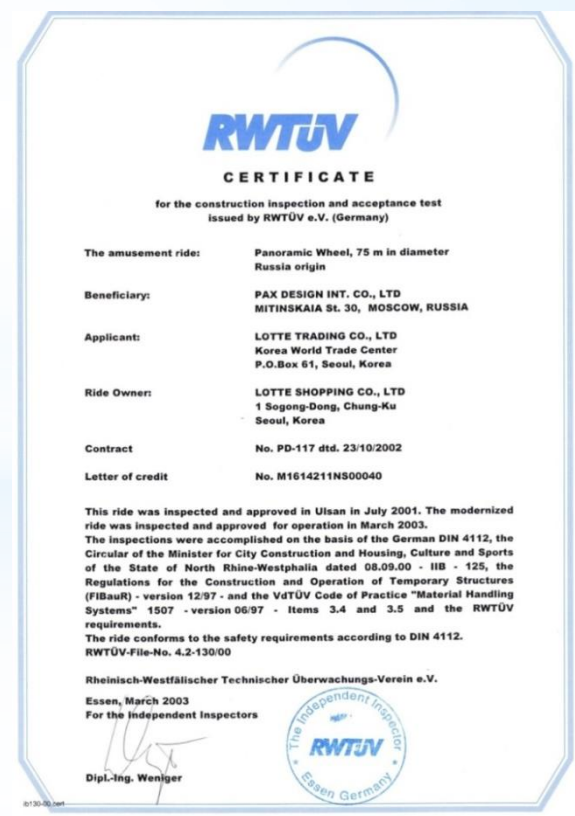 RWTÜV
CERTIFICATE
for the construction inspection and acceptance test
issued by RWTÜV e.V. (Germany)
The amusement ride: Panoramic Wheel, 75 m in diameter
Russia origin
Beneficiary: PAX DESIGN INT. CO., LTD
MITINSKAIA St. 30, MOSCOW, RUSSIA
Applicant: LOTTE TRADING CO., LTD
Korea World Trade Center
P.O.Box 61, Seoul, Korea
Ride Owner: LOTTE SHOPPING CO., LTD
1 Sogong-Dong, Chung-Ku
Seoul, Korea
Contract No. PD-117 dtd. 23/10/2002
Letter of credit No. M1614211NS00040
This ride was inspected and approved in Ulsan in July 2001. The modernized
ride was inspected and approved for operation in March 2003.
The inspections were accomplished on the basis of the German DIN 4112, the
Circular of the Minister for City Construction and Housing, Culture and Sports
of the State of North Rhine-Westphalia dated 08.09.00 - IIB - 125, the
Regulations for the Construction and Operation of Temporary Structures
(FIBauR) - version 12/97 - and the VdTÜV Code of Practice "Material Handling
Systems" 1507 - version 06/97 - Items 3.4 and 3.5 and the RWTÜV
requirements.
The ride conforms to the safety requirements according to DIN 4112.
RWTÜV-File-No. 4.2-130/00
Rheinisch-Westfälischer Technischer Überwachungs-Verein e.V.
Essen, March 2003
For the Independent Inspectors
The Independent Inspector
RWTÜV
Essen Germany
Dipl.-Ing. Weniger
ib130-00.cert